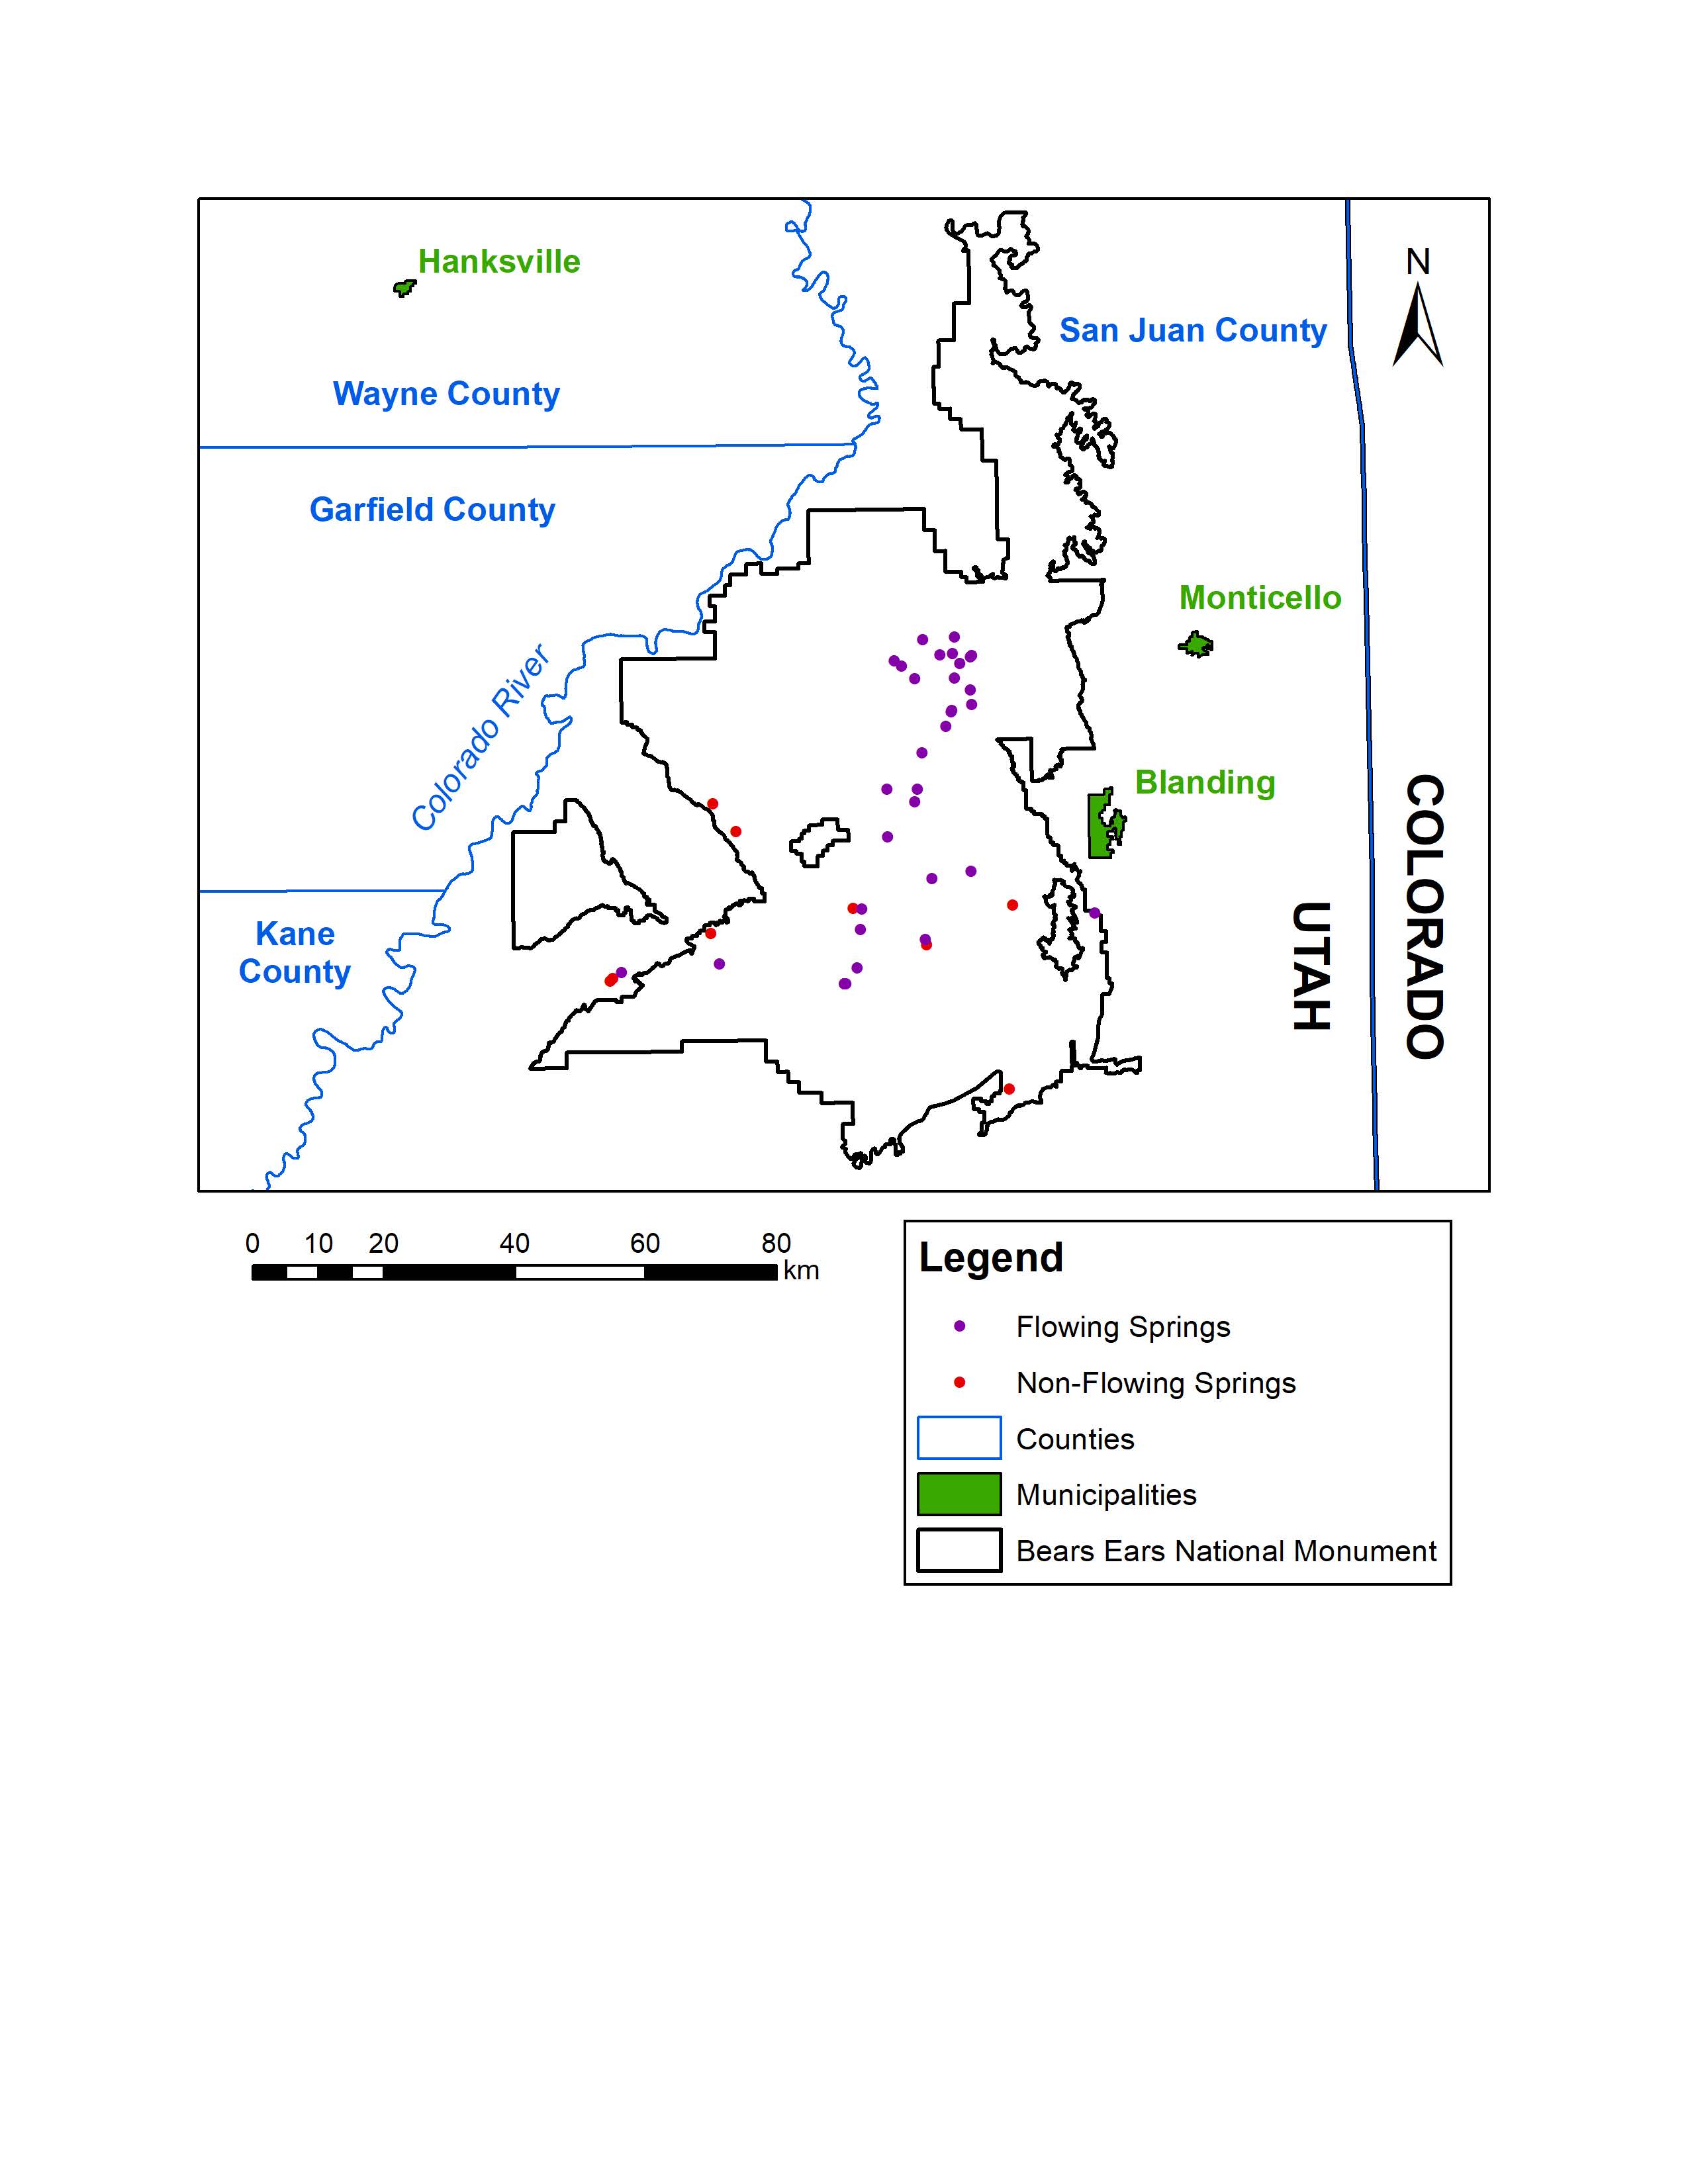 Hanksville
N
San Juan County
Wayne County
Garfield County
Monticello
Colorado River
Blanding
COLORADO
UTAH
Kane
County
0 10 20 40 60 80
km
Legend
Flowing Springs
Non-Flowing Springs
Counties
Municipalities
Bears Ears National Monument